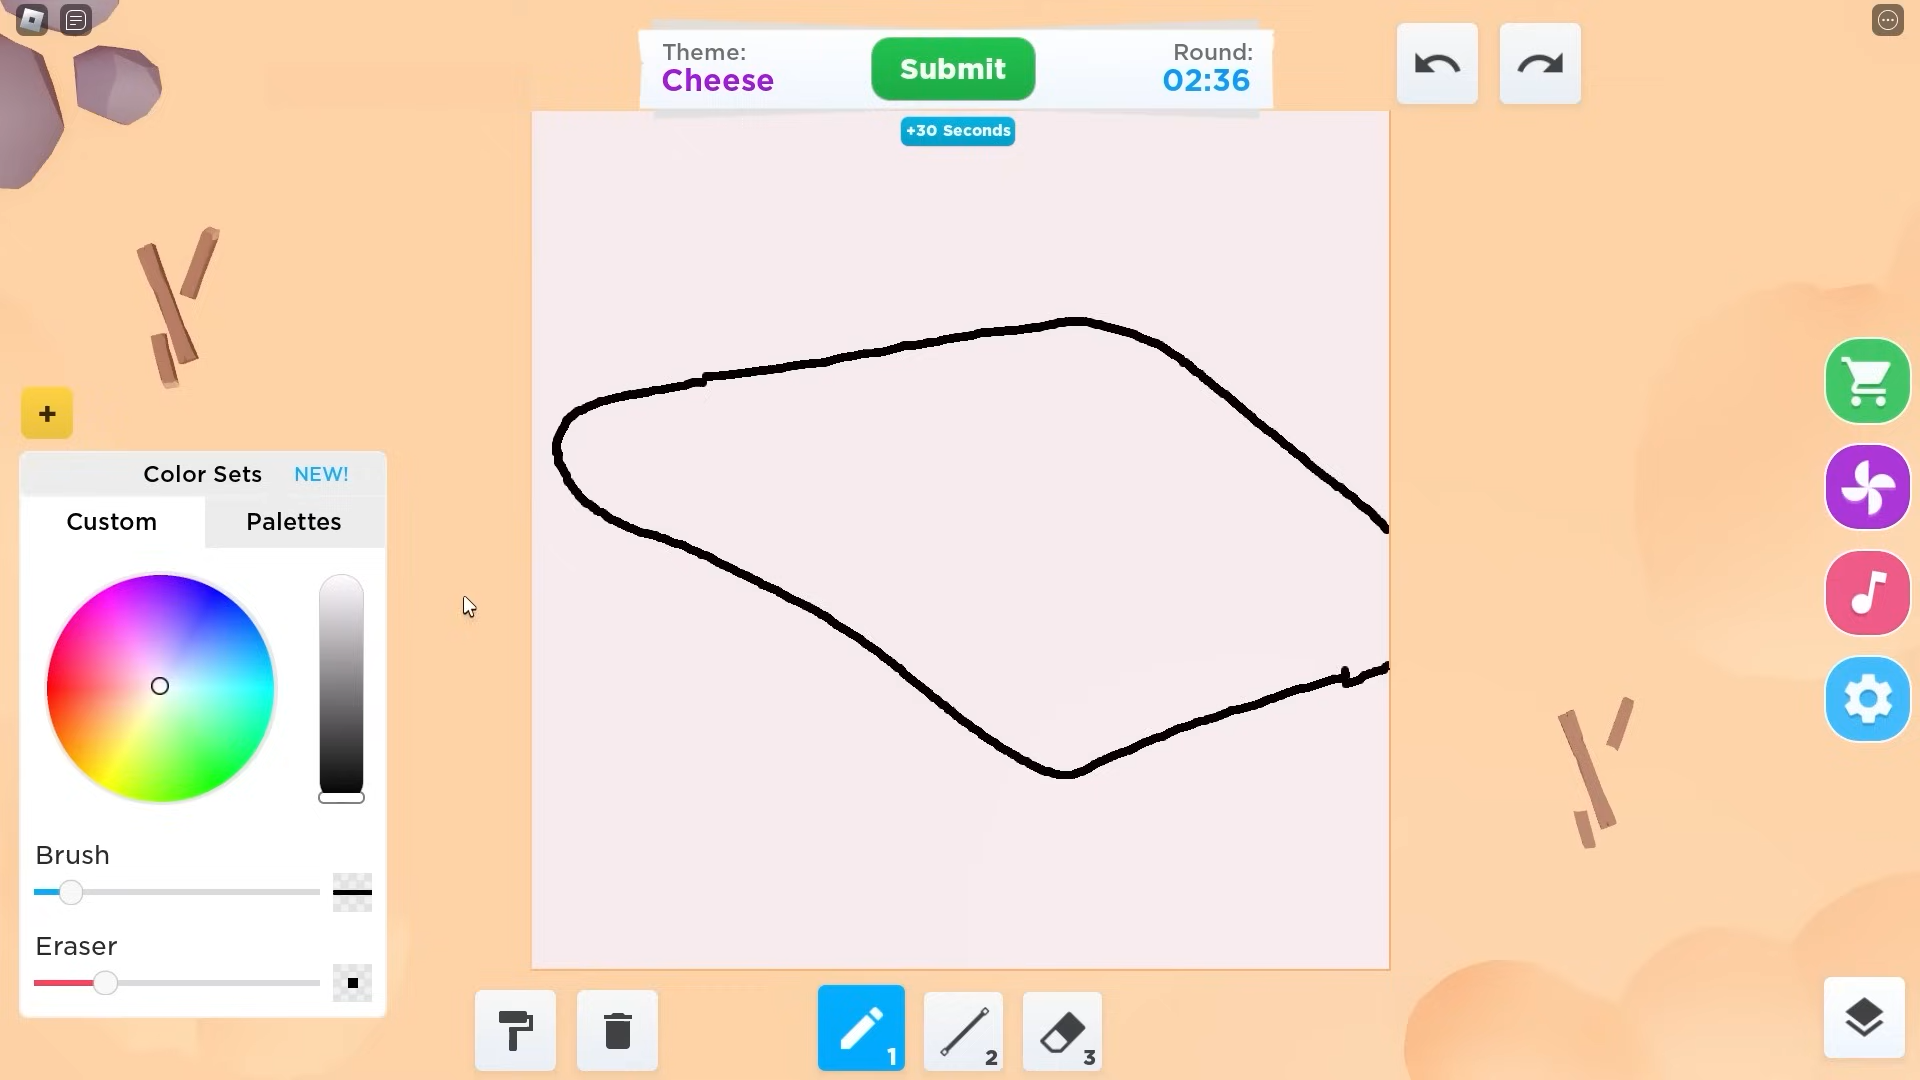 Theme:
Cheese
Submit
Round:
02:36
+30 Seconds
+
Color Sets NEW!
Custom
Palettes
Brush
Eraser
1
2
3